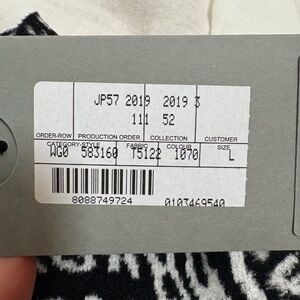 JP57 2019 2019 3
111 52
ORDER-ROW PRODUCTION ORDER COLLECTION CUSTOMER
CATEGORY-STYLE FABRIC COLOUR SIZE
WG0 583160 T5122 1070 L
8088749724 0103469540